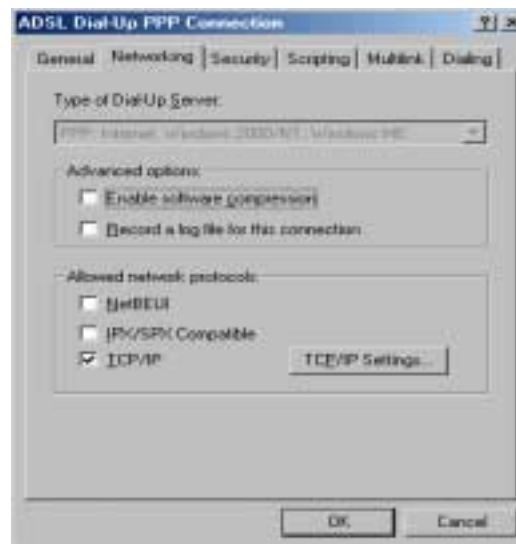 ADSL Dial-Up PPP Connection
General Networking Security Scripting Multilink Dialing
Type of Dial-Up Server:
PPP: Internet, Windows 2000/NT, Windows ME
Advanced options:
Enable software compression
Record a log file for this connection
Allowed network protocols:
NetBEUI
IPX/SPX Compatible
TCP/IP
TCP/IP Settings...
OK Cancel